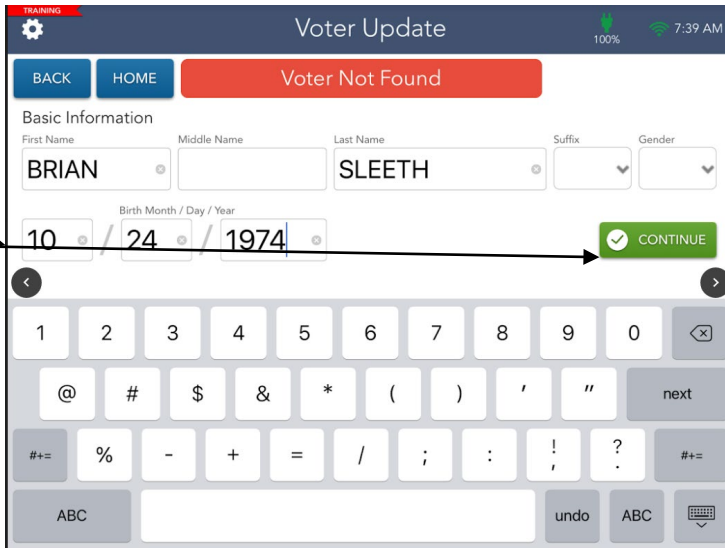 TRAINING
Voter Update
100%
7:39 AM
BACK HOME Voter Not Found
Basic Information
First Name Middle Name Last Name Suffix Gender
BRIAN SLEETH
Birth Month / Day / Year
10 / 24 / 1974 CONTINUE
1 2 3 4 5 6 7 8 9 0
@ # $ & * ( ) ' " next
#+= % - + = / ; : ! , ? . #+=
ABC undo ABC